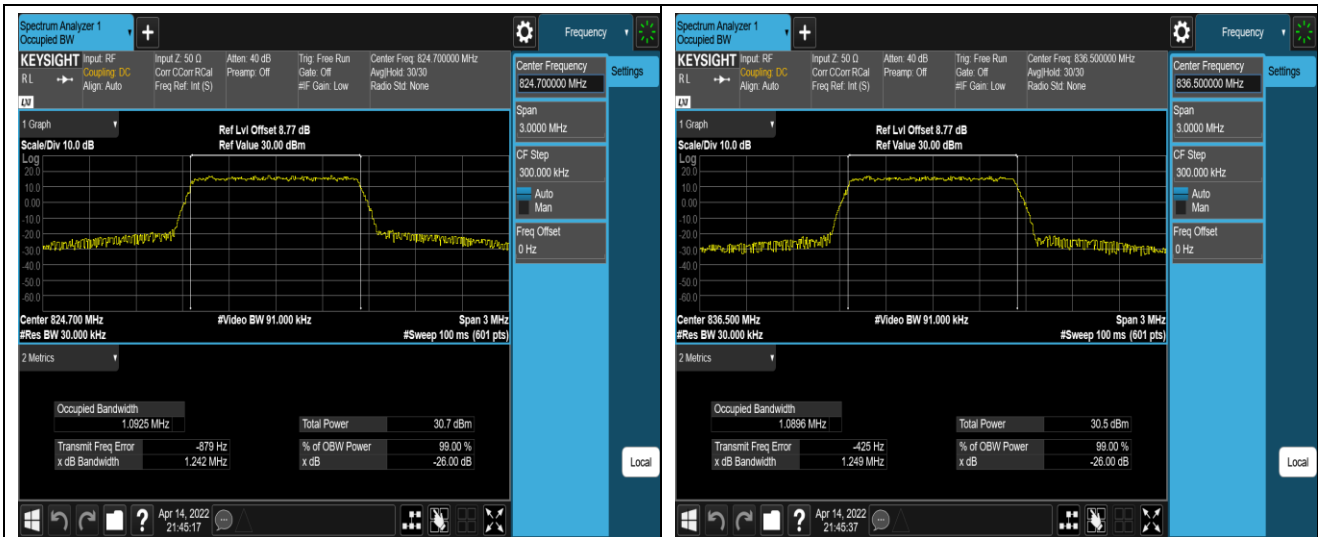 Spectrum Analyzer 1
Occupied BW
+
Frequency
KEYSIGHT Input: RF Input Z: 50 Ω Atten: 40 dB Trig: Free Run Center Freq: 824.700000 MHz
RL Coupling: DC Corr CCorr RCal Preamp: Off Gate: Off Avg|Hold: 30/30
Align: Auto Freq Ref: Int (S) #IF Gain: Low Radio Std: None
LXI
Center Frequency
824.700000 MHz
Settings
Span
3.0000 MHz
CF Step
300.000 kHz
Auto
Man
Freq Offset
0 Hz
1 Graph
Ref Lvl Offset 8.77 dB
Scale/Div 10.0 dB Ref Value 30.00 dBm
Log
20.0
10.0
0.00
-10.0
-20.0
-30.0
-40.0
-50.0
-60.0
Center 824.700 MHz #Video BW 91.000 kHz Span 3 MHz
#Res BW 30.000 kHz #Sweep 100 ms (601 pts)
2 Metrics
Occupied Bandwidth
1.0925 MHz Total Power 30.7 dBm
Transmit Freq Error -879 Hz % of OBW Power 99.00 %
x dB Bandwidth 1.242 MHz x dB -26.00 dB
Local
?
Apr 14, 2022
21:45:17
Spectrum Analyzer 1
Occupied BW
+
Frequency
KEYSIGHT Input: RF Input Z: 50 Ω Atten: 40 dB Trig: Free Run Center Freq: 836.500000 MHz
RL Coupling: DC Corr CCorr RCal Preamp: Off Gate: Off Avg|Hold: 30/30
Align: Auto Freq Ref: Int (S) #IF Gain: Low Radio Std: None
LXI
Center Frequency
836.500000 MHz
Settings
Span
3.0000 MHz
CF Step
300.000 kHz
Auto
Man
Freq Offset
0 Hz
1 Graph
Ref Lvl Offset 8.77 dB
Scale/Div 10.0 dB Ref Value 30.00 dBm
Log
20.0
10.0
0.00
-10.0
-20.0
-30.0
-40.0
-50.0
-60.0
Center 836.500 MHz #Video BW 91.000 kHz Span 3 MHz
#Res BW 30.000 kHz #Sweep 100 ms (601 pts)
2 Metrics
Occupied Bandwidth
1.0896 MHz Total Power 30.5 dBm
Transmit Freq Error -425 Hz % of OBW Power 99.00 %
x dB Bandwidth 1.249 MHz x dB -26.00 dB
Local
?
Apr 14, 2022
21:45:37